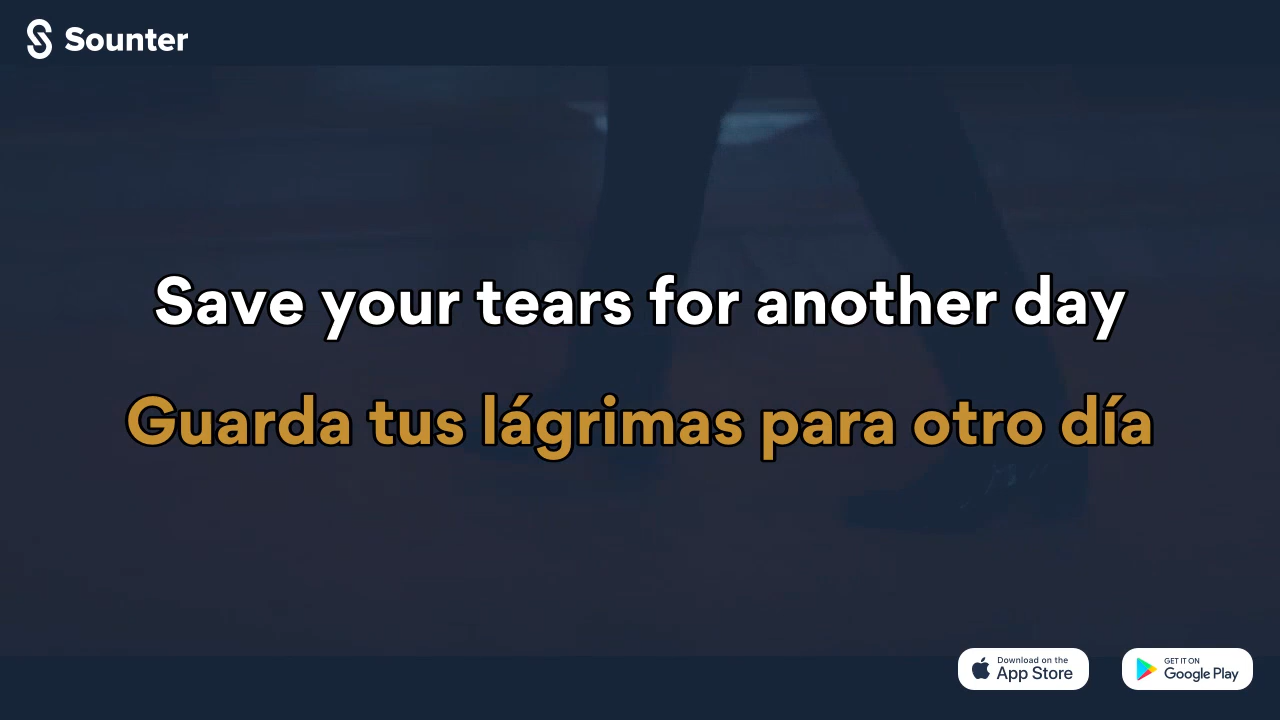 Sounter
Save your tears for another day
Guarda tus lágrimas para otro día
Download on the
App Store
GET IT ON
Google Play